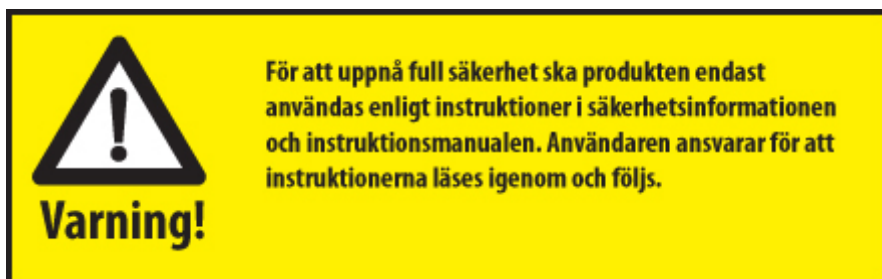 Varning!
För att uppnå full säkerhet ska produkten endast
användas enligt instruktioner i säkerhetsinformationen
och instruktionsmanualen. Användaren ansvarar för att
instruktionerna läses igenom och följs.